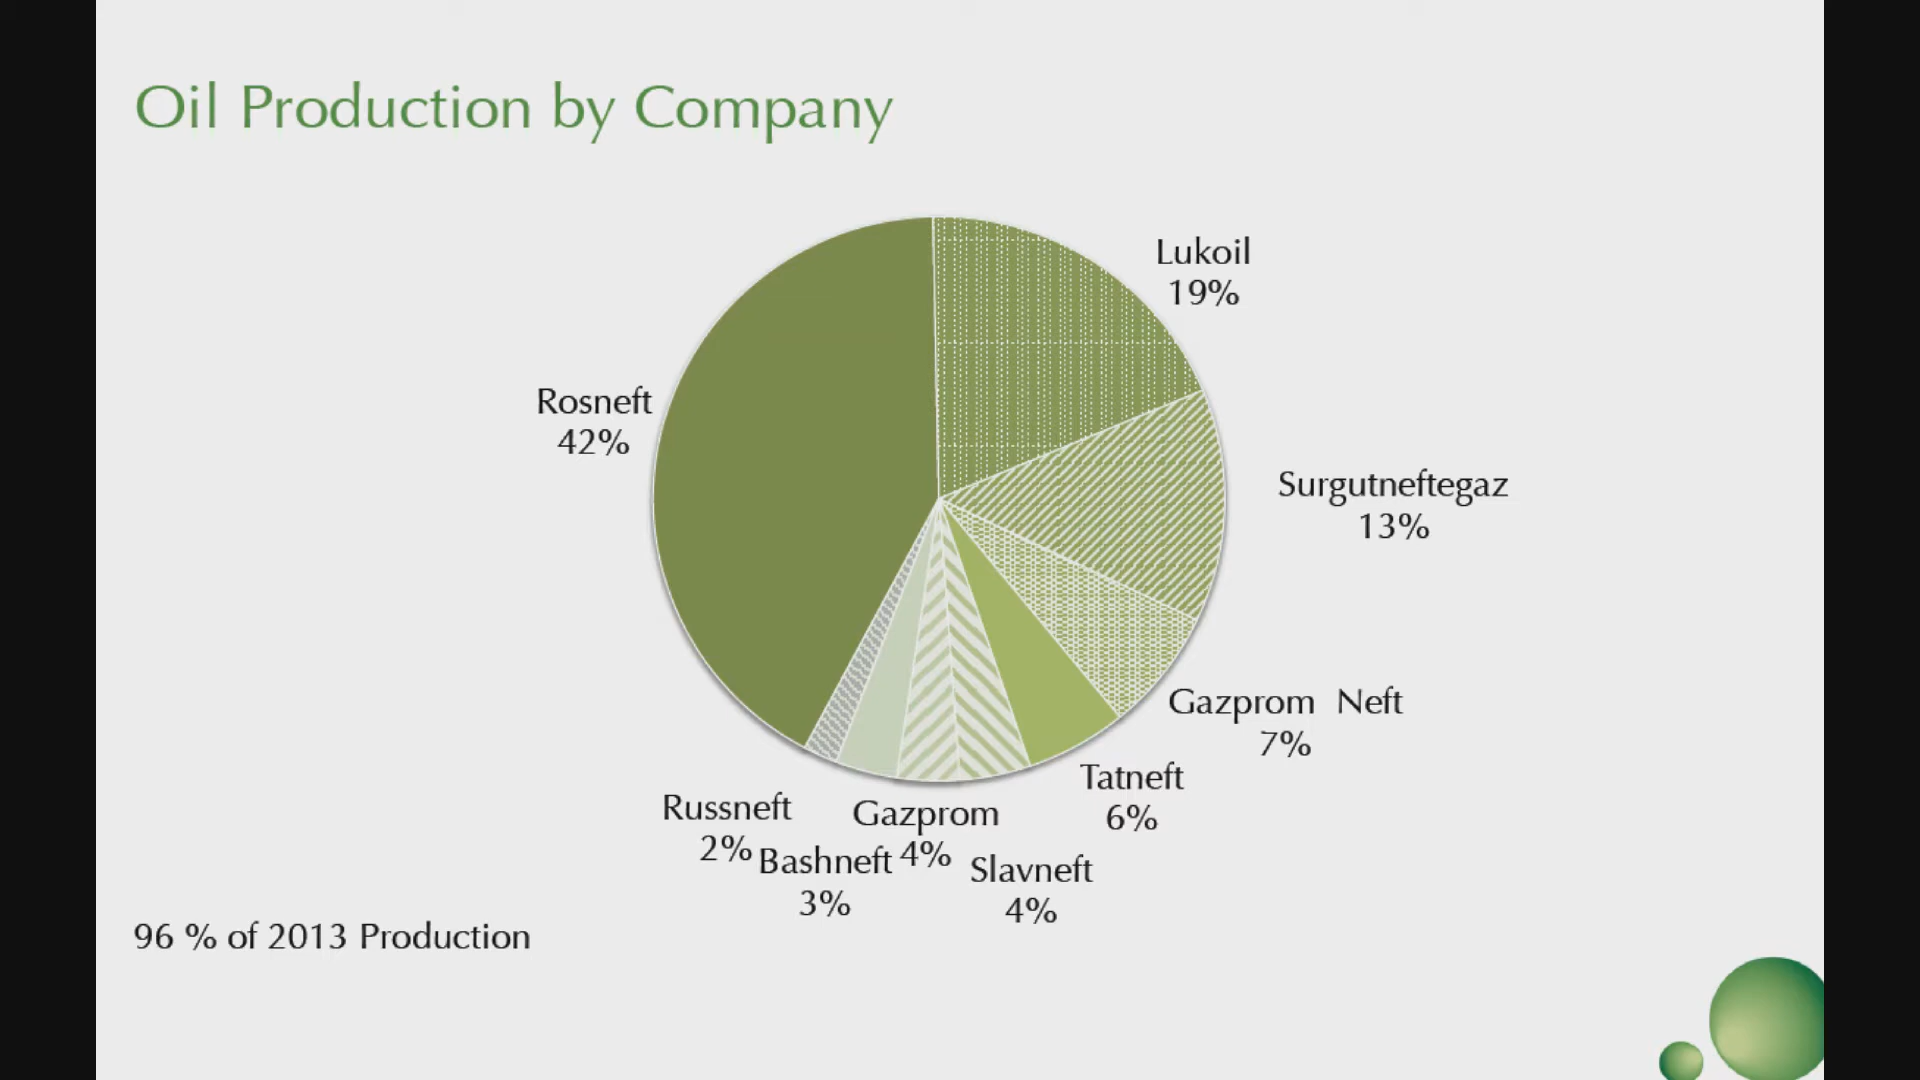 Oil Production by Company
Lukoil
19%
Rosneft
42%
Surgutneftegaz
13%
Gazprom Neft
7%
Tatneft
6%
Russneft
2%
Gazprom
4%
Bashneft
3%
Slavneft
4%
96 % of 2013 Production